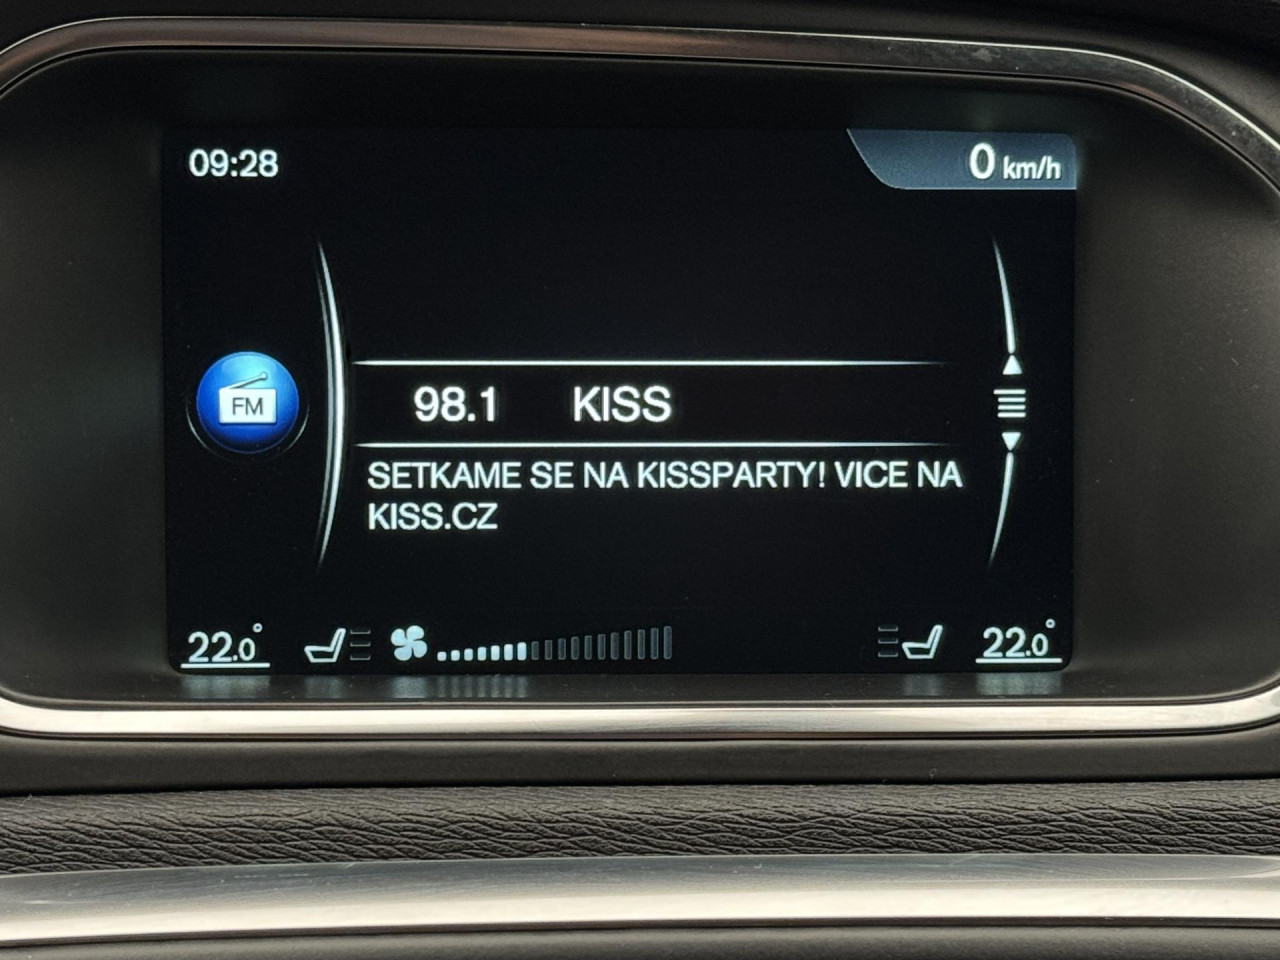 09:28
0 km/h
FM
98.1 KISS
SETKAME SE NA KISSPARTY! VICE NA
KISS.CZ
22.0° 22.0°